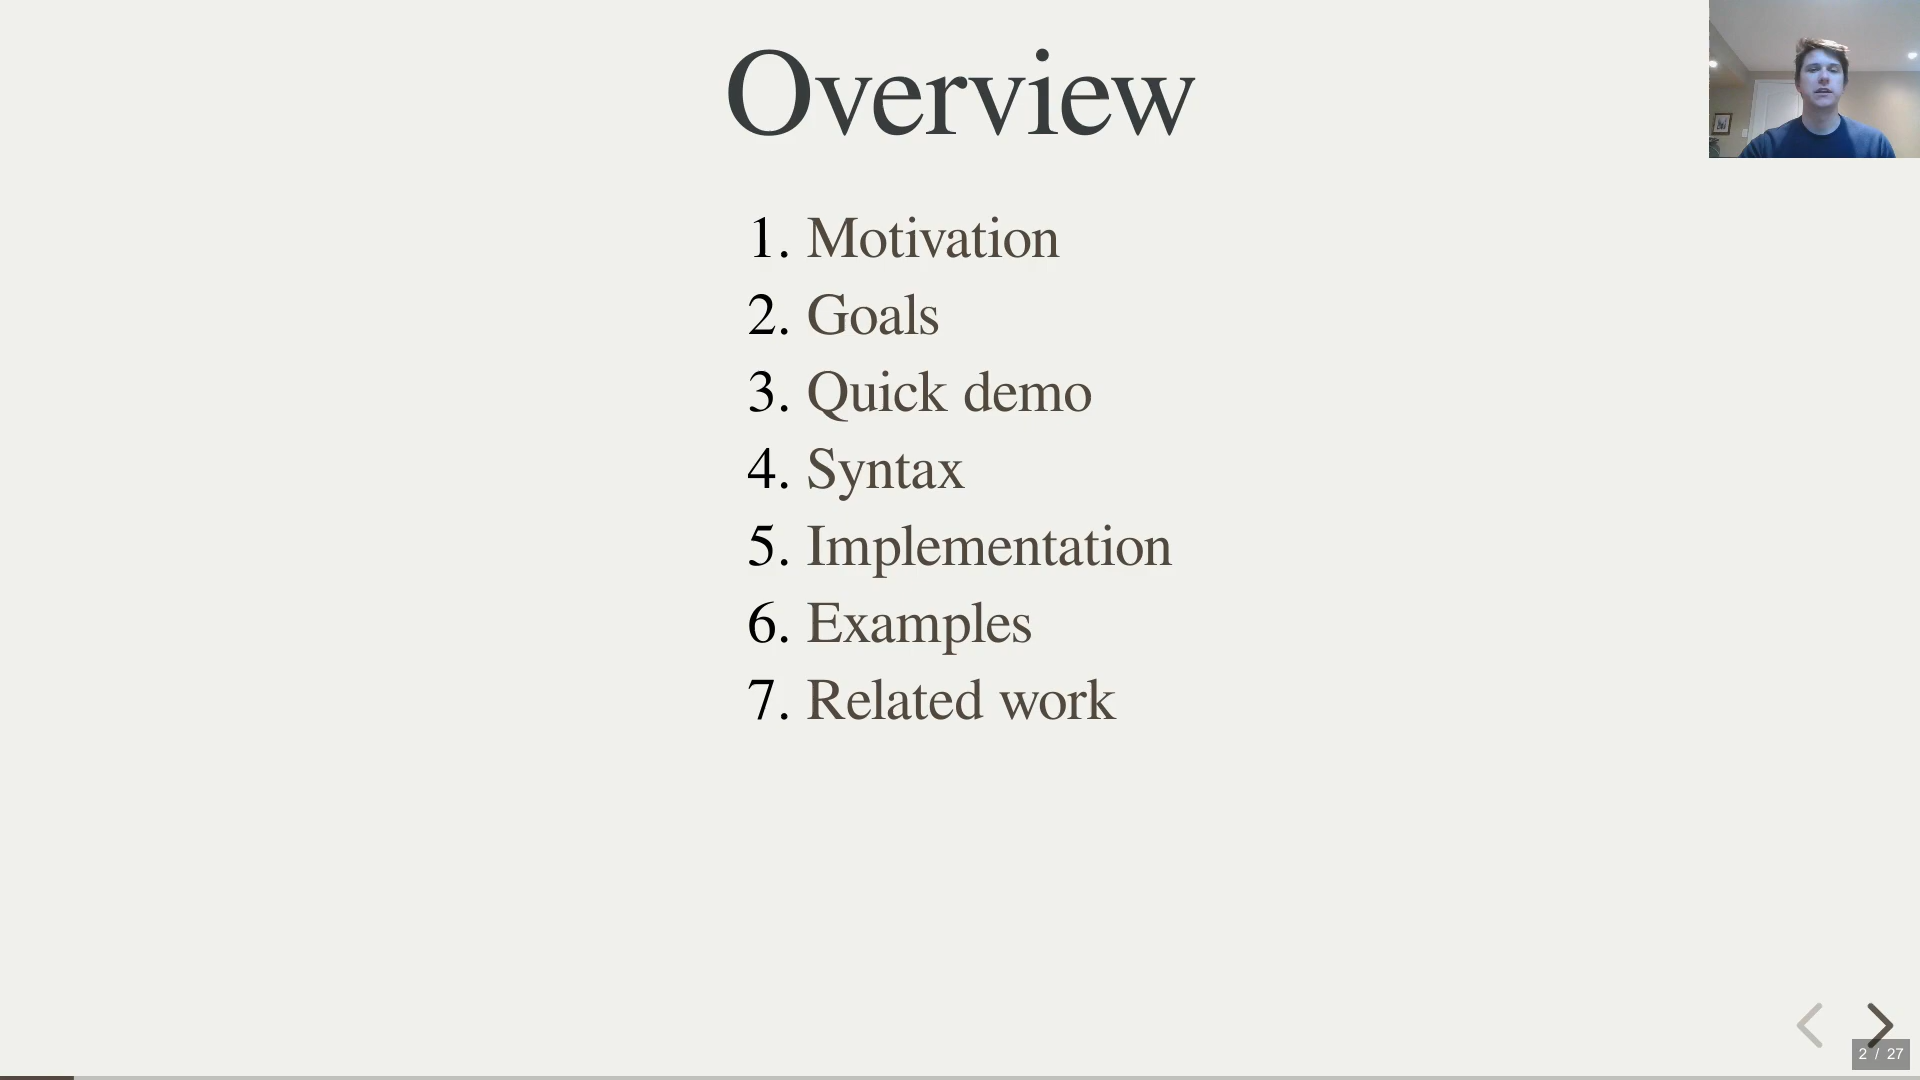 Overview
1. Motivation
2. Goals
3. Quick demo
4. Syntax
5. Implementation
6. Examples
7. Related work
2 / 27